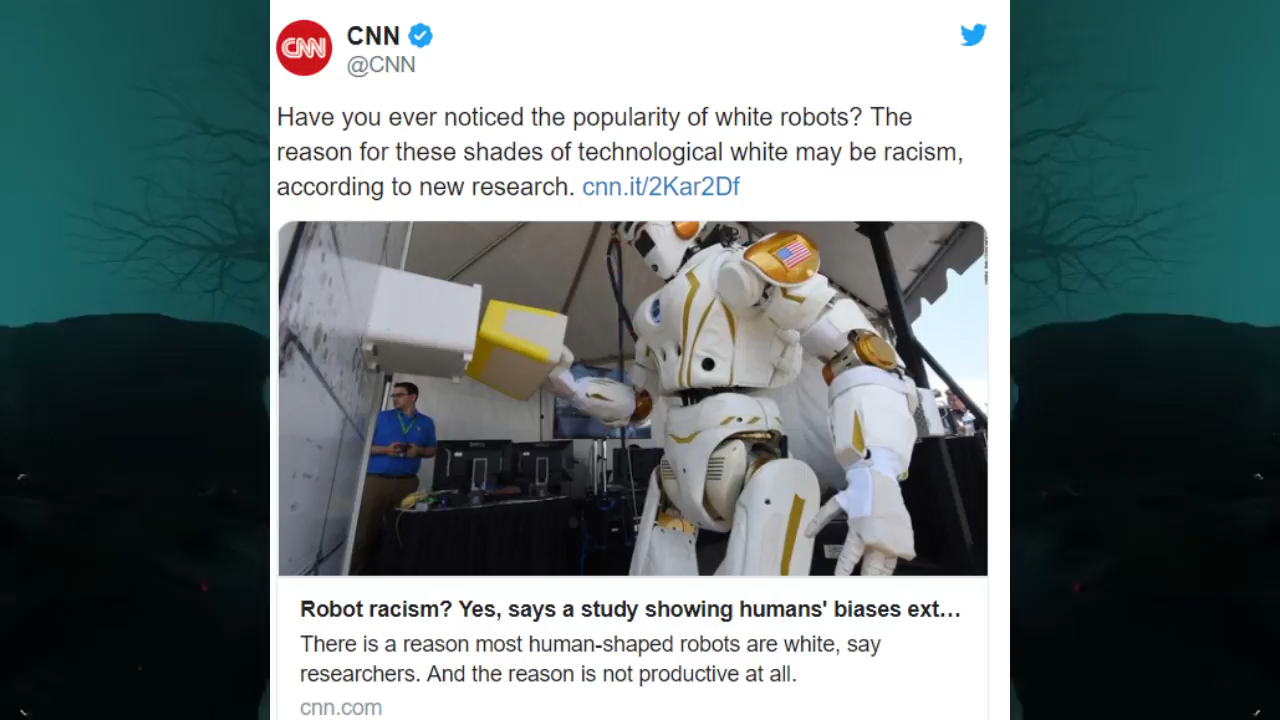 CNN
CNN
@CNN
Have you ever noticed the popularity of white robots? The
reason for these shades of technological white may be racism,
according to new research. cnn.it/2Kar2Df
Robot racism? Yes, says a study showing humans' biases ext…
There is a reason most human-shaped robots are white, say
researchers. And the reason is not productive at all.
cnn.com